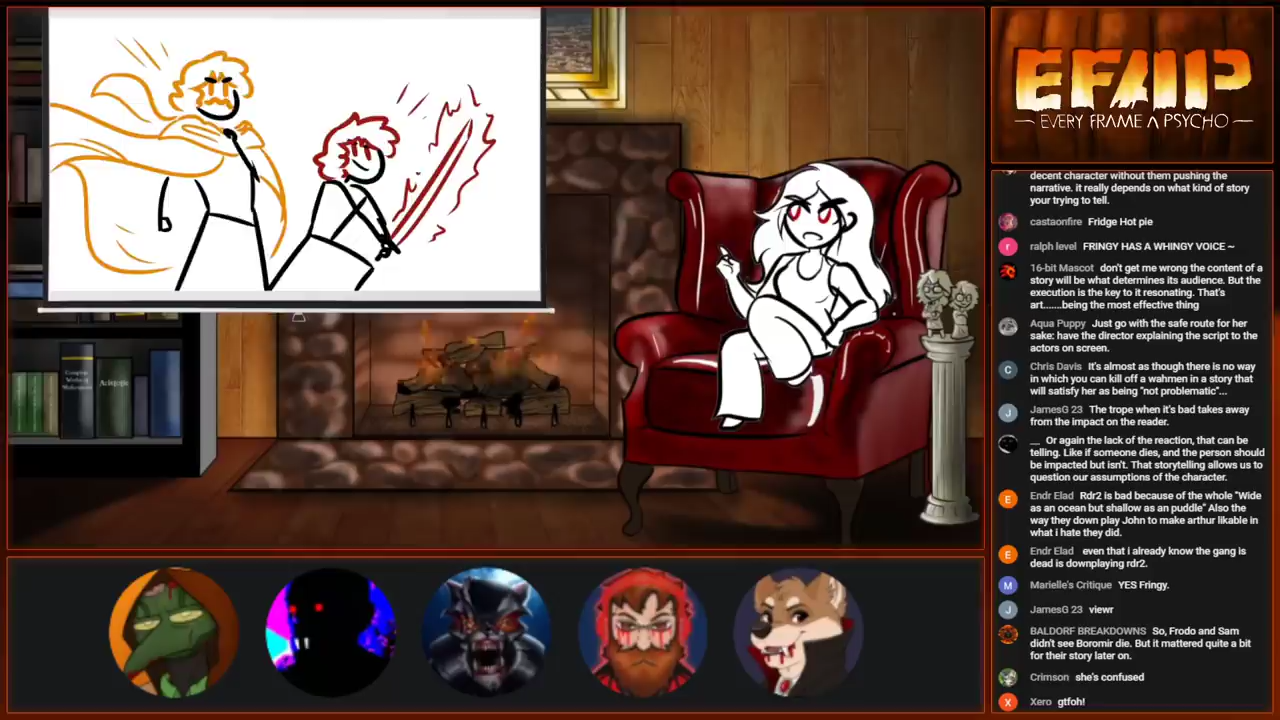 EFAP
EVERY FRAME A PSYCHO
decent character without them pushing the
narrative. it really depends on what kind of story
your trying to tell.
castaonfire Fridge Hot pie
ralph level FRINGY HAS A WHINGY VOICE ~
16-bit Mascot don't get me wrong the content of a
story will be what determines its audience. But the
execution is the key to it resonating. That's
art.......being the most effective thing
Aqua Puppy Just go with the safe route for her
sake: have the director explaining the script to the
actors on screen.
Chris Davis It's almost as though there is no way
in which you can kill off a wahmen in a story that
will satisfy her as being "not problematic"...
JamesG 23 The trope when it's bad takes away
from the impact on the reader.
__ Or again the lack of the reaction, that can be
telling. Like if someone dies, and the person should
be impacted but isn't. That storytelling allows us to
question our assumptions of the character.
Endr Elad Rdr2 is bad because of the whole "Wide
as an ocean but shallow as an puddle" Also the
way they down play John to make arthur likable in
what i hate they did.
Endr Elad even that i already know the gang is
dead is downplaying rdr2.
Marielle's Critique YES Fringy.
JamesG 23 viewr
BALDORF BREAKDOWNS So, Frodo and Sam
didn't see Boromir die. But it mattered quite a bit
for their story later on.
Crimson she's confused
Xero gtfoh!